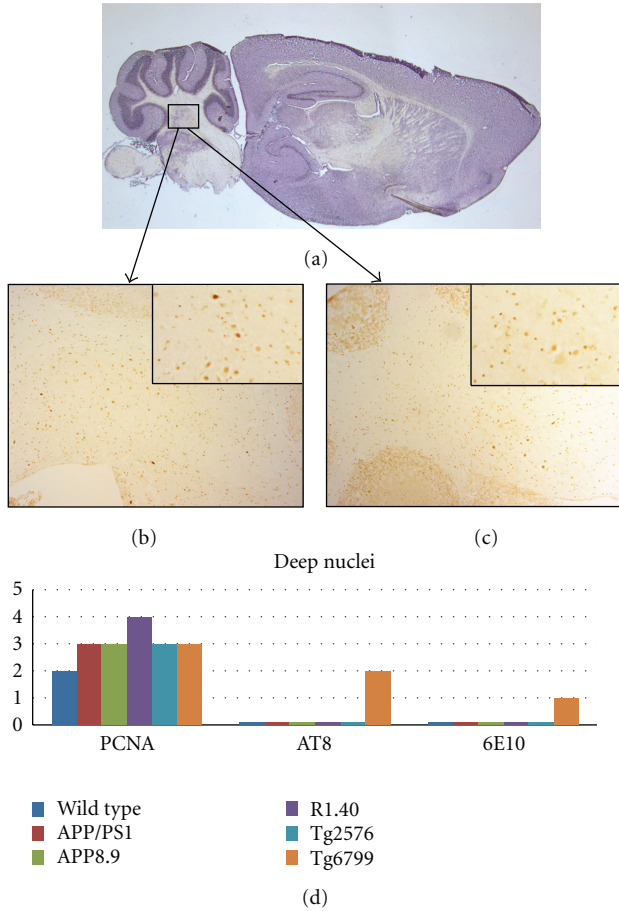 (a)
(b)
(c)
Deep nuclei
5
4
3
2
1
0
PCNA
AT8
6E10
Wild type
APP/PS1
APP8.9
R1.40
Tg2576
Tg6799
(d)